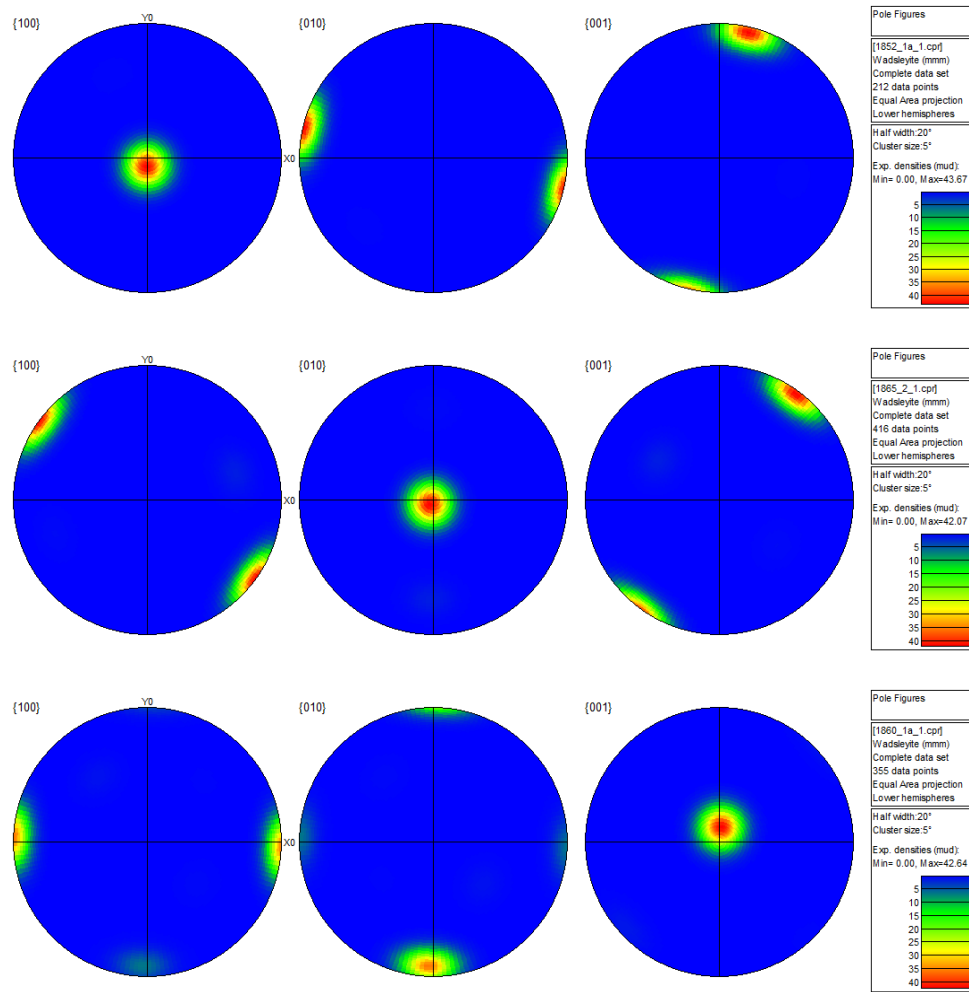 {100}
Y0
X0
{010}
{001}
Pole Figures
[1852_1a_1.cpr]
Wadsleyite (mmm)
Complete data set
212 data points
Equal Area projection
Lower hemispheres
Half width:20°
Cluster size:5°
Exp. densities (mud):
Min= 0.00, Max=43.67
5
10
15
20
25
30
35
40
{100}
Y0
X0
{010}
{001}
Pole Figures
[1865_2_1.cpr]
Wadsleyite (mmm)
Complete data set
416 data points
Equal Area projection
Lower hemispheres
Half width:20°
Cluster size:5°
Exp. densities (mud):
Min= 0.00, Max=42.07
5
10
15
20
25
30
35
40
{100}
Y0
X0
{010}
{001}
Pole Figures
[1860_1a_1.cpr]
Wadsleyite (mmm)
Complete data set
355 data points
Equal Area projection
Lower hemispheres
Half width:20°
Cluster size:5°
Exp. densities (mud):
Min= 0.00, Max=42.64
5
10
15
20
25
30
35
40